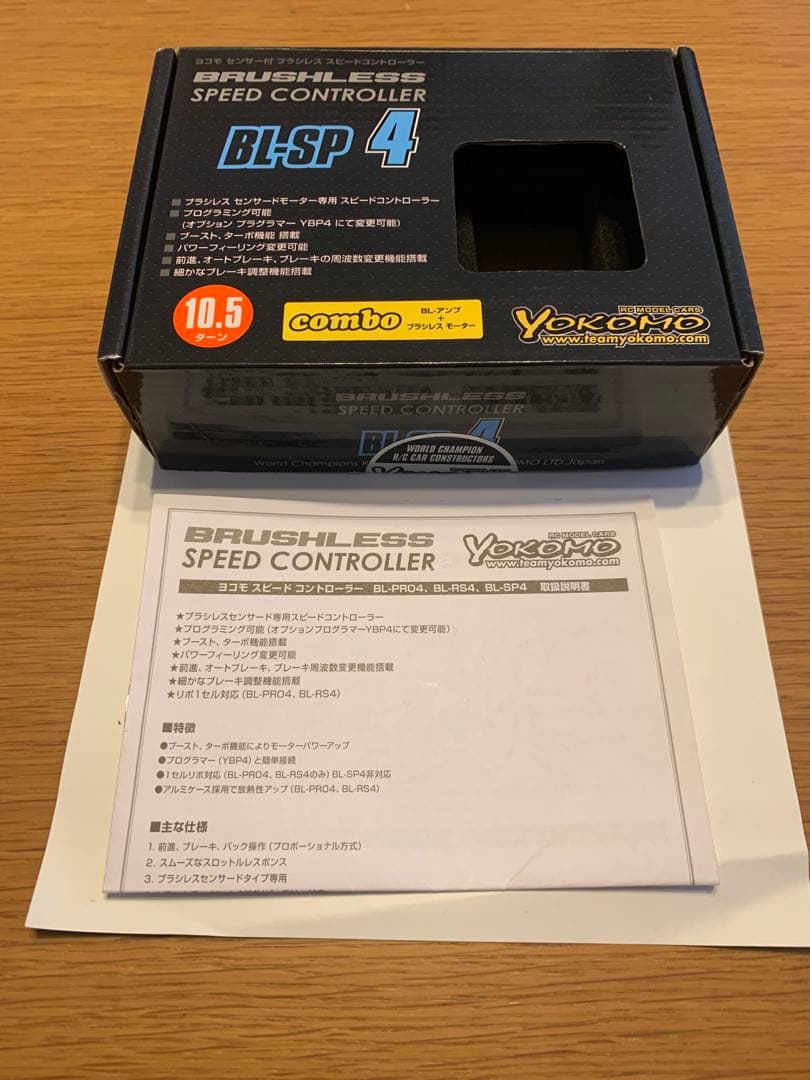 ヨコモ センサー付 ブラシレス スピードコントローラー
BRUSHLESS
SPEED CONTROLLER
BL-SP 4
■ ブラシレス センサードモーター専用 スピードコントローラー
■ プログラミング可能
(オプション プラグラマー YBP4 にて変更可能)
■ ブースト、ターボ機能 搭載
■ パワーフィーリング変更可能
■ 前進、オートブレーキ、ブレーキの周波数変更機能搭載
■ 細かなブレーキ調整機能搭載
10.5
ターン
combo
BL-アンプ
+
ブラシレス モーター
RC MODEL CARS
YOKOMO
www.teamyokomo.com
BRUSHLESS
SPEED CONTROLLER
BL-SP 4
WORLD CHAMPION
R/C CAR CONSTRUCTORS
World Champions
LTD.Japan
BRUSHLESS
SPEED CONTROLLER
RC MODEL CARS
YOKOMO
www.teamyokomo.com
ヨコモ スピード コントローラー BL-PRO4、BL-RS4、BL-SP4 取扱説明書
★ブラシレスセンサード専用スピードコントローラー
★プログラミング可能(オプションプログラマーYBP4にて変更可能)
★ブースト、ターボ機能搭載
★パワーフィーリング変更可能
★前進、オートブレーキ、ブレーキ周波数変更機能搭載
★細かなブレーキ調整機能搭載
★リポ1セル対応(BL-PRO4、BL-RS4)
■特徴
●ブースト、ターボ機能によりモーターパワーアップ
●プログラマー(YBP4)と簡単接続
●1セルリポ対応(BL-PRO4、BL-RS4のみ)BL-SP4非対応
●アルミケース採用で放熱性アップ(BL-PRO4、BL-RS4)
■主な仕様
1. 前進、ブレーキ、バック操作(プロポーショナル方式)
2. スムーズなスロットルレスポンス
3. ブラシレスセンサードタイプ専用